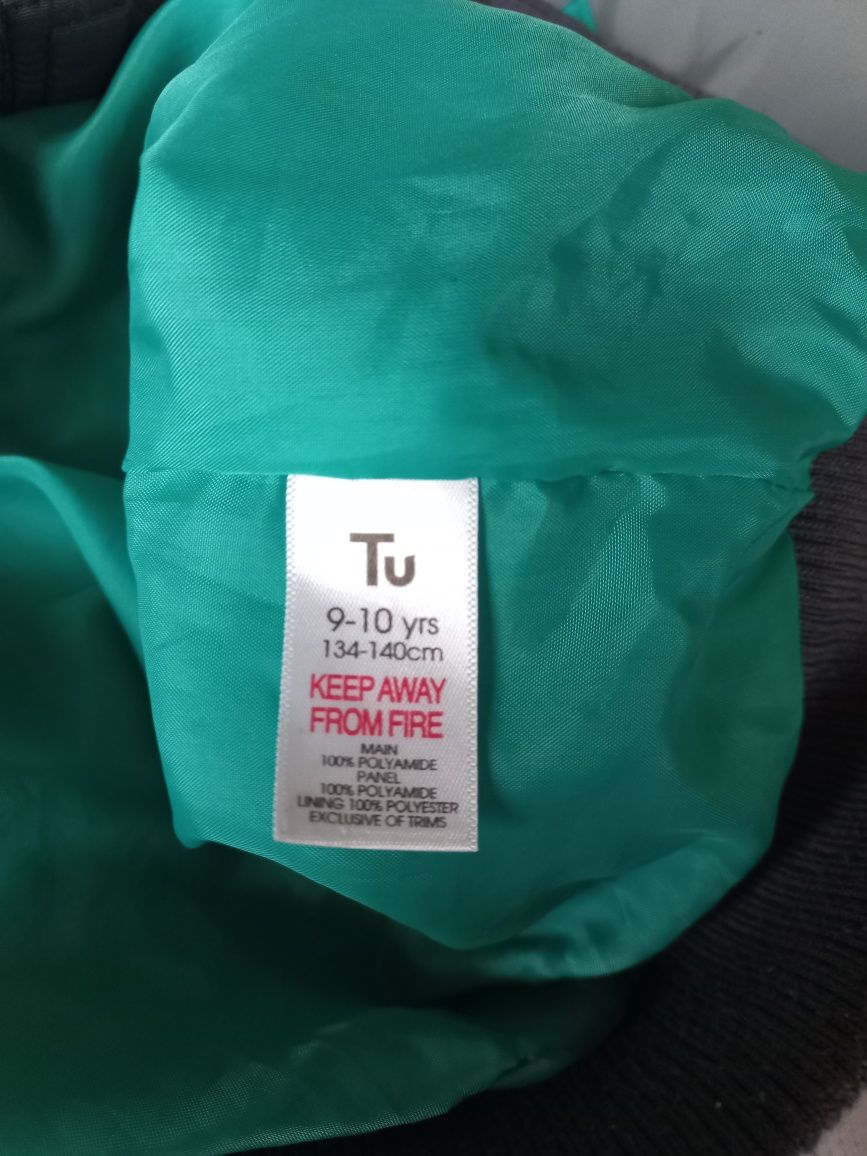 Tu
9-10 yrs
134-140cm
KEEP AWAY
FROM FIRE
MAIN
100% POLYAMIDE
PANEL
100% POLYAMIDE
LINING 100% POLYESTER
EXCLUSIVE OF TRIMS